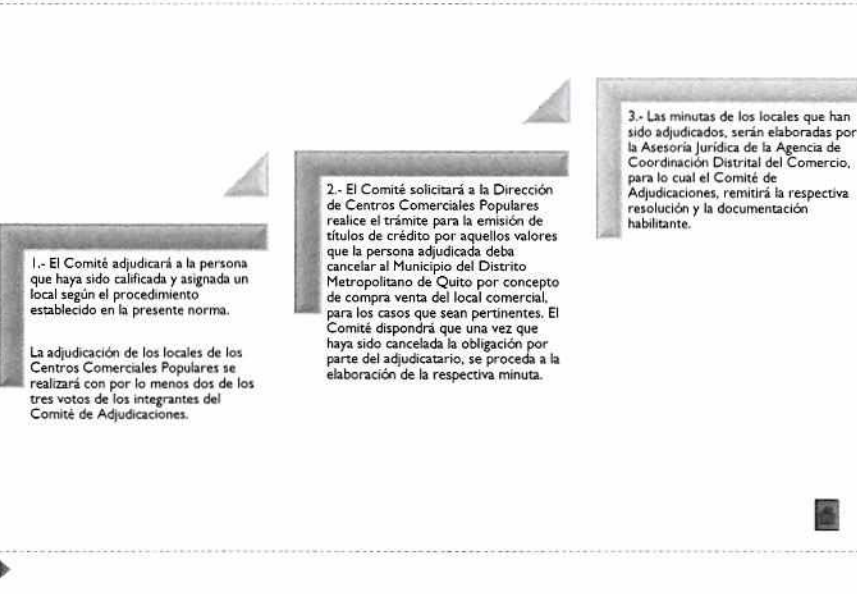 1.- El Comité adjudicará a la persona
que haya sido calificada y asignada un
local según el procedimiento
establecido en la presente norma.
La adjudicación de los locales de los
Centros Comerciales Populares se
realizará con por lo menos dos de los
tres votos de los integrantes del
Comité de Adjudicaciones.
2.- El Comité solicitará a la Dirección
de Centros Comerciales Populares
realice el trámite para la emisión de
títulos de crédito por aquellos valores
que la persona adjudicada deba
cancelar al Municipio del Distrito
Metropolitano de Quito por concepto
de compra venta del local comercial,
para los casos que sean pertinentes. El
Comité dispondrá que una vez que
haya sido cancelada la obligación por
parte del adjudicatario, se proceda a la
elaboración de la respectiva minuta.
3.- Las minutas de los locales que han
sido adjudicados, serán elaboradas por
la Asesoría Jurídica de la Agencia de
Coordinación Distrital del Comercio,
para lo cual el Comité de
Adjudicaciones, remitirá la respectiva
resolución y la documentación
habilitante.